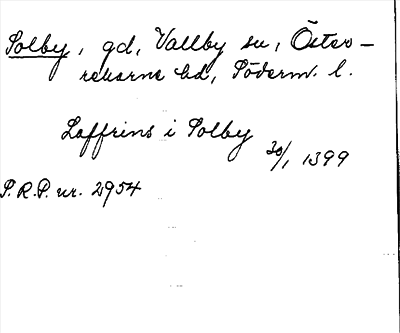 Solby, gd, Vallby sn, Öster-
rekarne hd, Söderm. l.
Laffrins i Solby
30/1 1399
S.R.P. nr. 2954